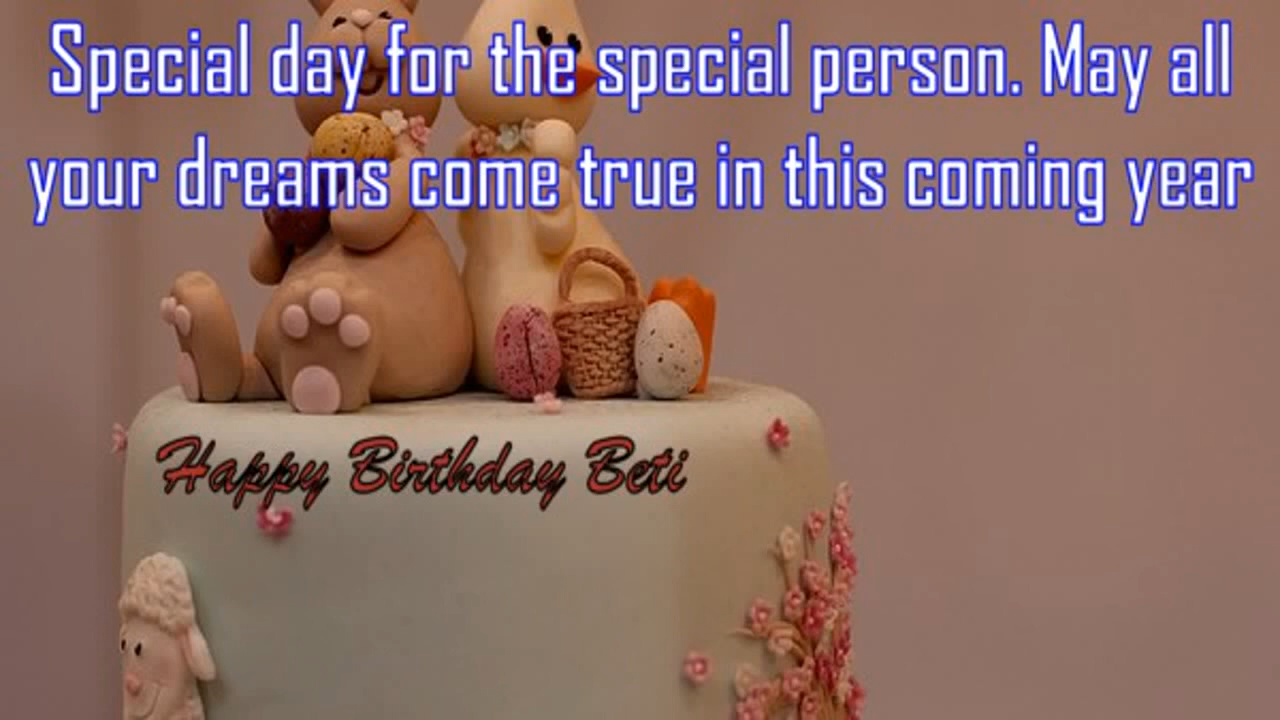 Special day for the special person. May all
your dreams come true in this coming year
Happy Birthday Beti